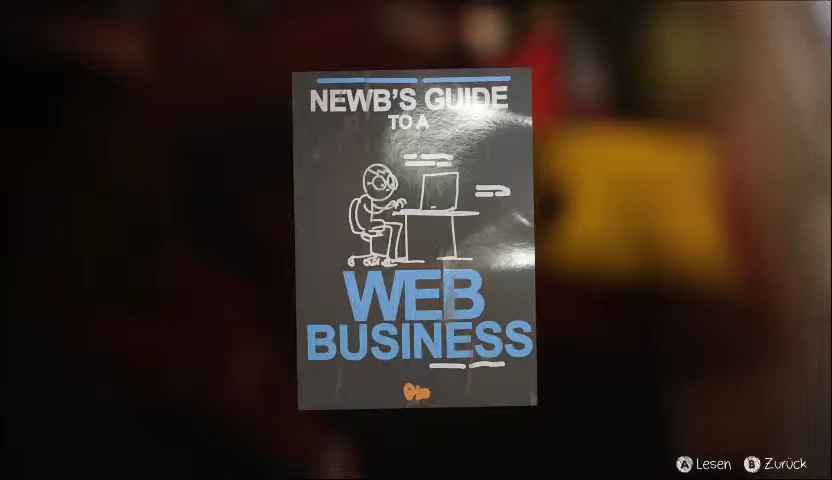 NEWB'S GUIDE
TO A
WEB
BUSINESS
A Lesen B Zurück